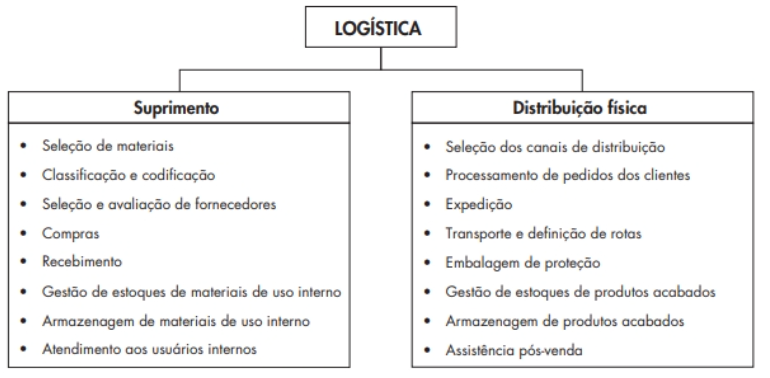 LOGÍSTICA
Suprimento
• Seleção de materiais
• Classificação e codificação
• Seleção e avaliação de fornecedores
• Compras
• Recebimento
• Gestão de estoques de materiais de uso interno
• Armazenagem de materiais de uso interno
• Atendimento aos usuários internos
Distribuição física
• Seleção dos canais de distribuição
• Processamento de pedidos dos clientes
• Expedição
• Transporte e definição de rotas
• Embalagem de proteção
• Gestão de estoques de produtos acabados
• Armazenagem de produtos acabados
• Assistência pós-venda